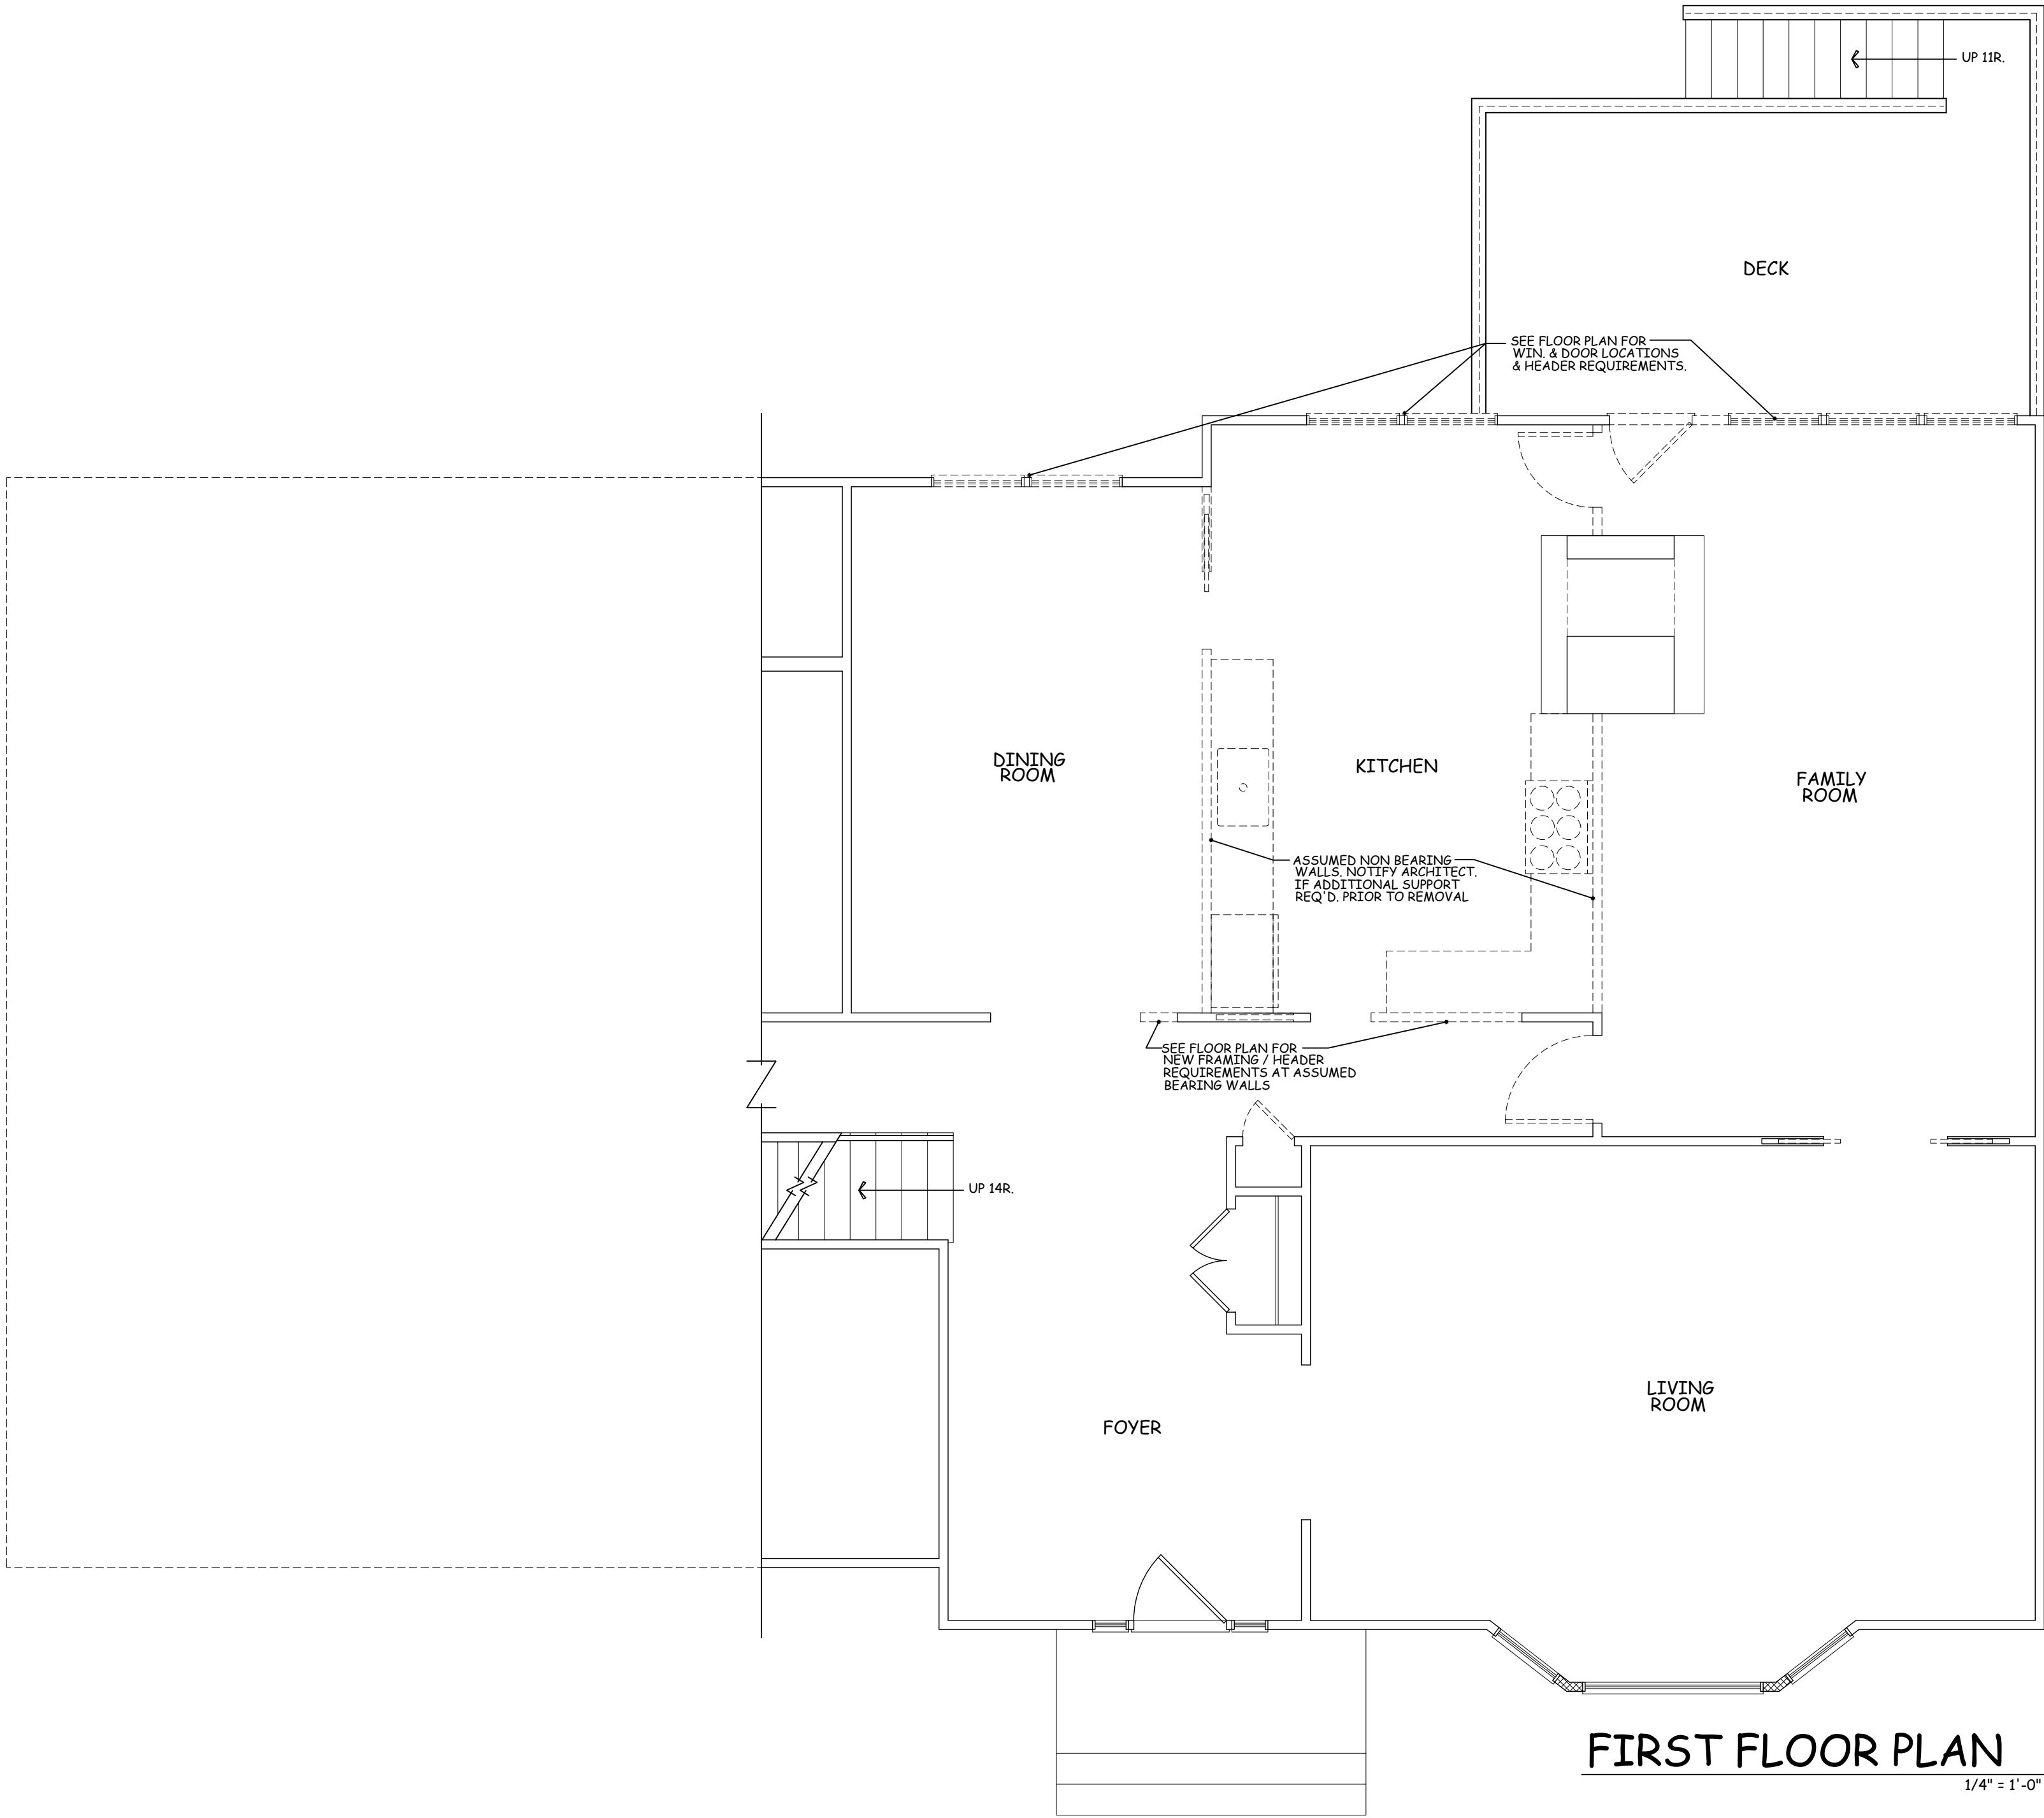 UP 11R.
DECK
SEE FLOOR PLAN FOR
WIN. & DOOR LOCATIONS
& HEADER REQUIREMENTS.
DINING
ROOM
KITCHEN
FAMILY
ROOM
ASSUMED NON BEARING
WALLS. NOTIFY ARCHITECT.
IF ADDITIONAL SUPPORT
REQ'D. PRIOR TO REMOVAL
SEE FLOOR PLAN FOR
NEW FRAMING / HEADER
REQUIREMENTS AT ASSUMED
BEARING WALLS
UP 14R.
LIVING
ROOM
FOYER
FIRST FLOOR PLAN
1/4" = 1'-0"